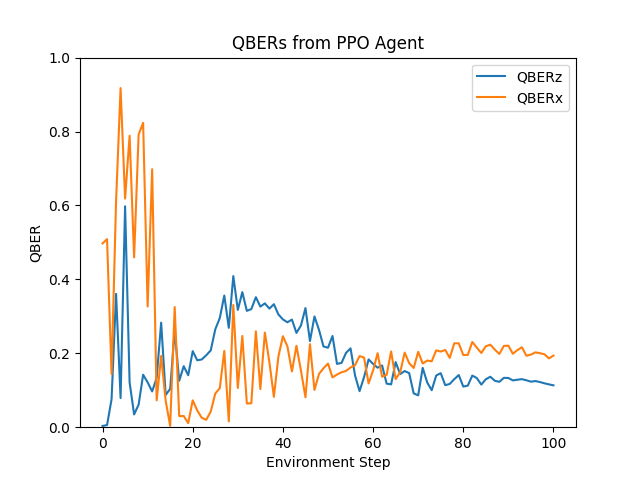 QBERs from PPO Agent
QBERz
QBERx
QBER
1.0
0.8
0.6
0.4
0.2
0.0
0 20 40 60 80 100
Environment Step